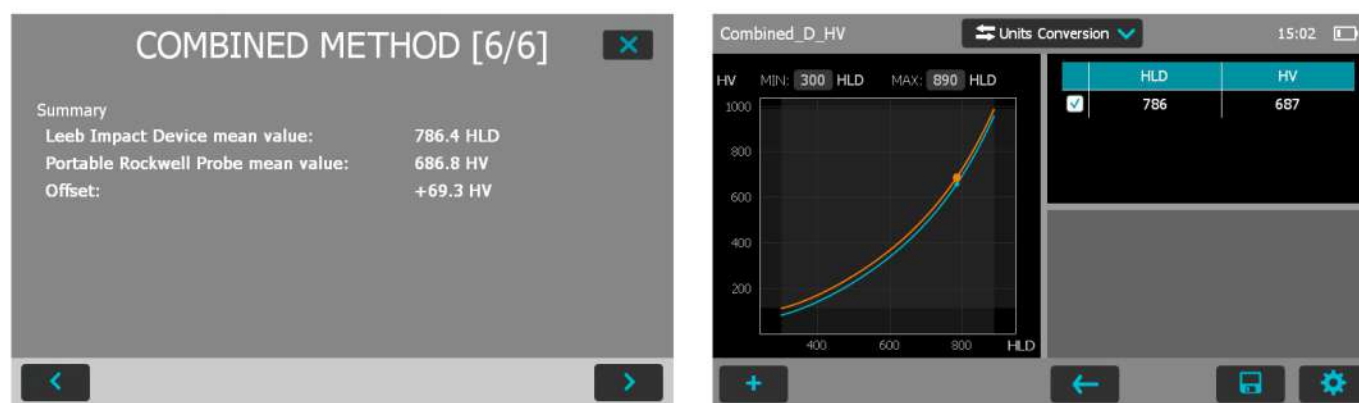 COMBINED METHOD [6/6]
Summary
Leeb Impact Device mean value: 786.4 HLD
Portable Rockwell Probe mean value: 686.8 HV
Offset: +69.3 HV
Combined_D_HV Units Conversion 15:02
HV MIN: 300 HLD MAX: 890 HLD
1000
800
600
400
200
400 600 800 HLD
HLD HV
786 687